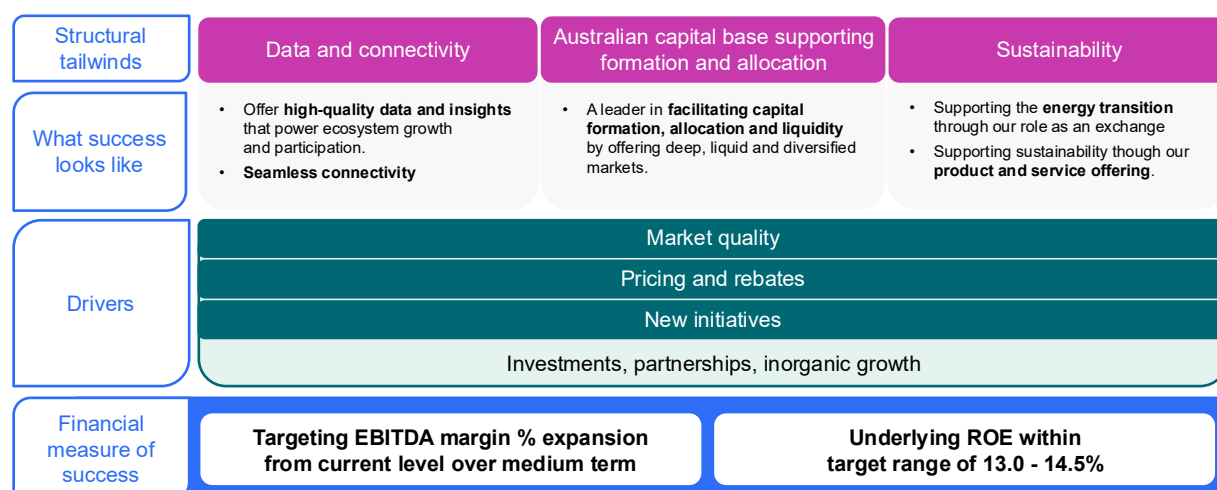 Structural
tailwinds
Data and connectivity
Australian capital base supporting
formation and allocation
Sustainability
What success
looks like
• Offer high-quality data and insights
that power ecosystem growth
and participation.
• Seamless connectivity
• A leader in facilitating capital
formation, allocation and liquidity
by offering deep, liquid and diversified
markets.
• Supporting the energy transition
through our role as an exchange
• Supporting sustainability though our
product and service offering.
Drivers
Market quality
Pricing and rebates
New initiatives
Investments, partnerships, inorganic growth
Financial
measure of
success
Targeting EBITDA margin % expansion
from current level over medium term
Underlying ROE within
target range of 13.0 - 14.5%